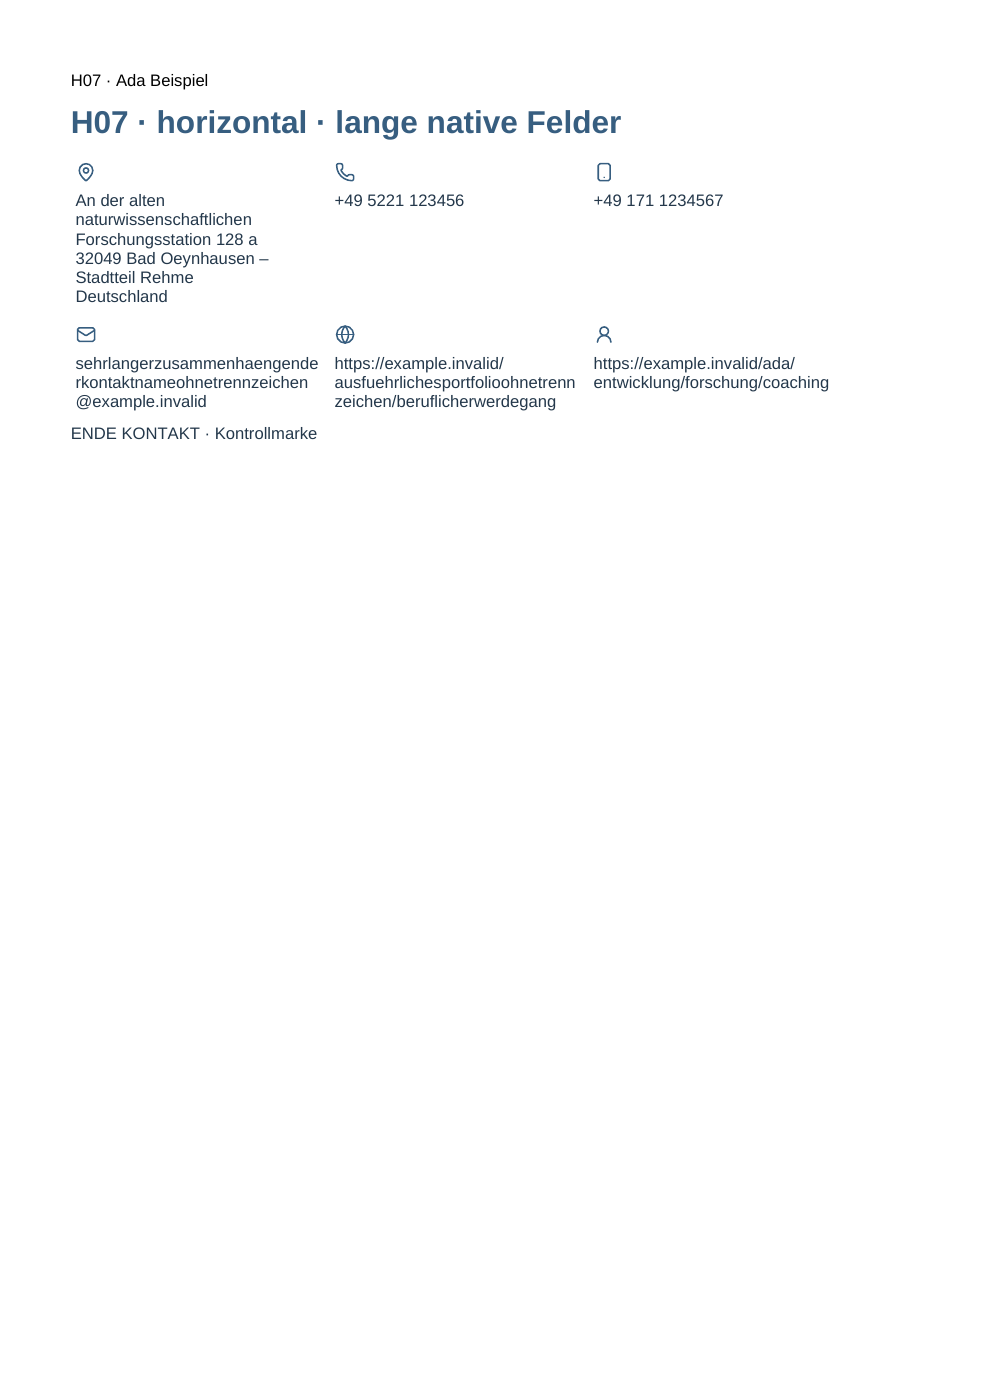 H07 · Ada Beispiel
H07 · horizontal · lange native Felder
An der alten
naturwissenschaftlichen
Forschungsstation 128 a
32049 Bad Oeynhausen –
Stadtteil Rehme
Deutschland
+49 5221 123456
+49 171 1234567
sehrlangerzusammenhaengende
rkontaktnameohnetrennzeichen
@example.invalid
https://example.invalid/
ausfuehrlichesportfolioohnetrenn
zeichen/beruflicherwerdegang
https://example.invalid/ada/
entwicklung/forschung/coaching
ENDE KONTAKT · Kontrollmarke